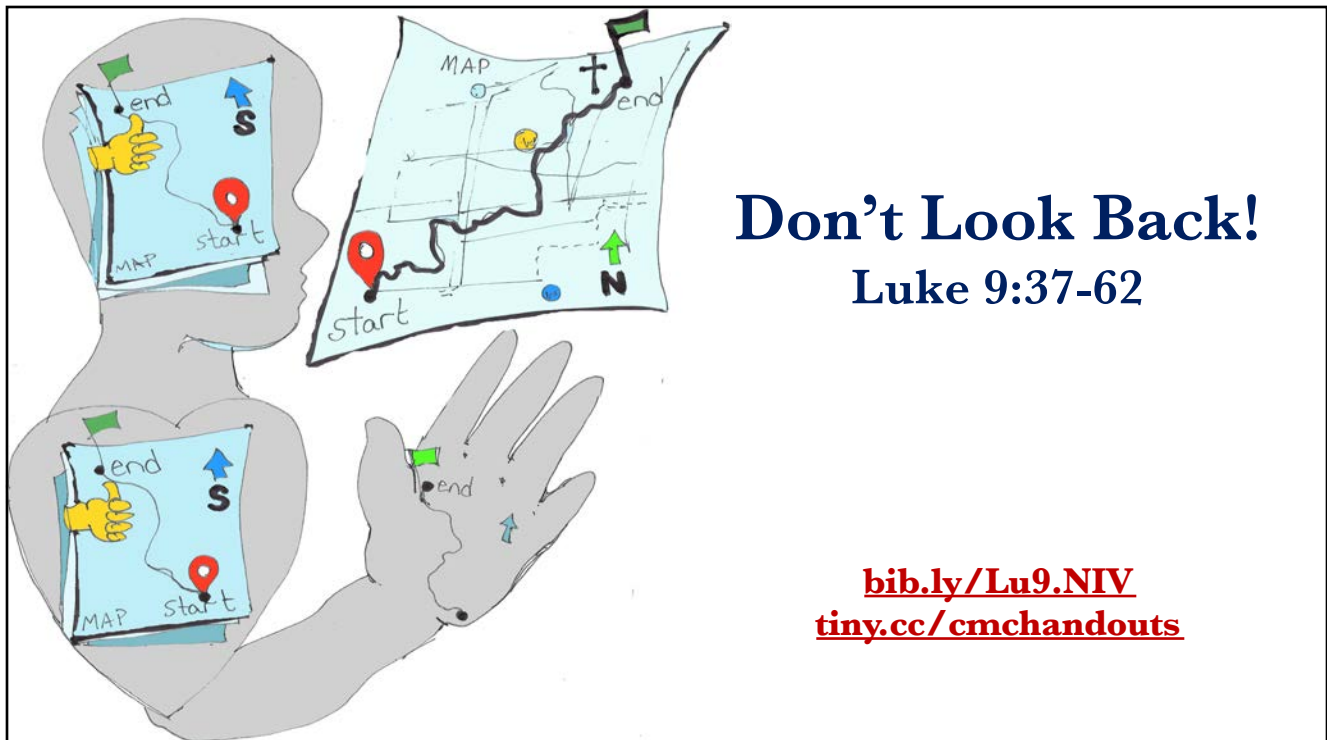 end
S
start
MAP
MAP
†
end
N
start
Don’t Look Back!
Luke 9:37-62
end
S
MAP start
end
bib.ly/Lu9.NIV
tiny.cc/cmchandouts